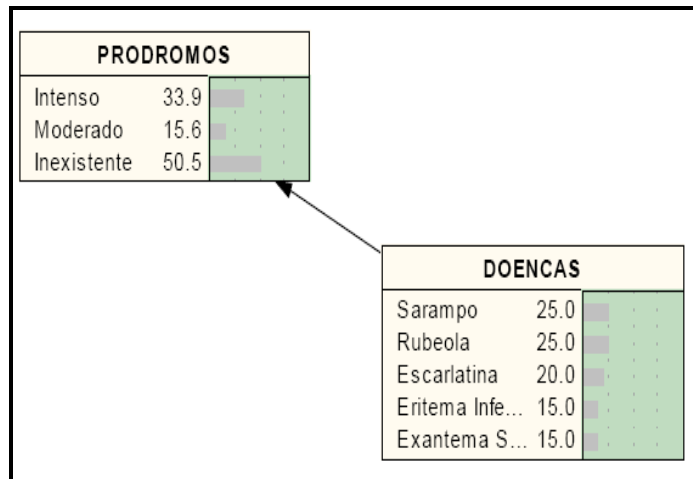 PRODROMOS
Intenso 33.9
Moderado 15.6
Inexistente 50.5
DOENCAS
Sarampo 25.0
Rubeola 25.0
Escarlatina 20.0
Eritema Infe... 15.0
Exantema S... 15.0